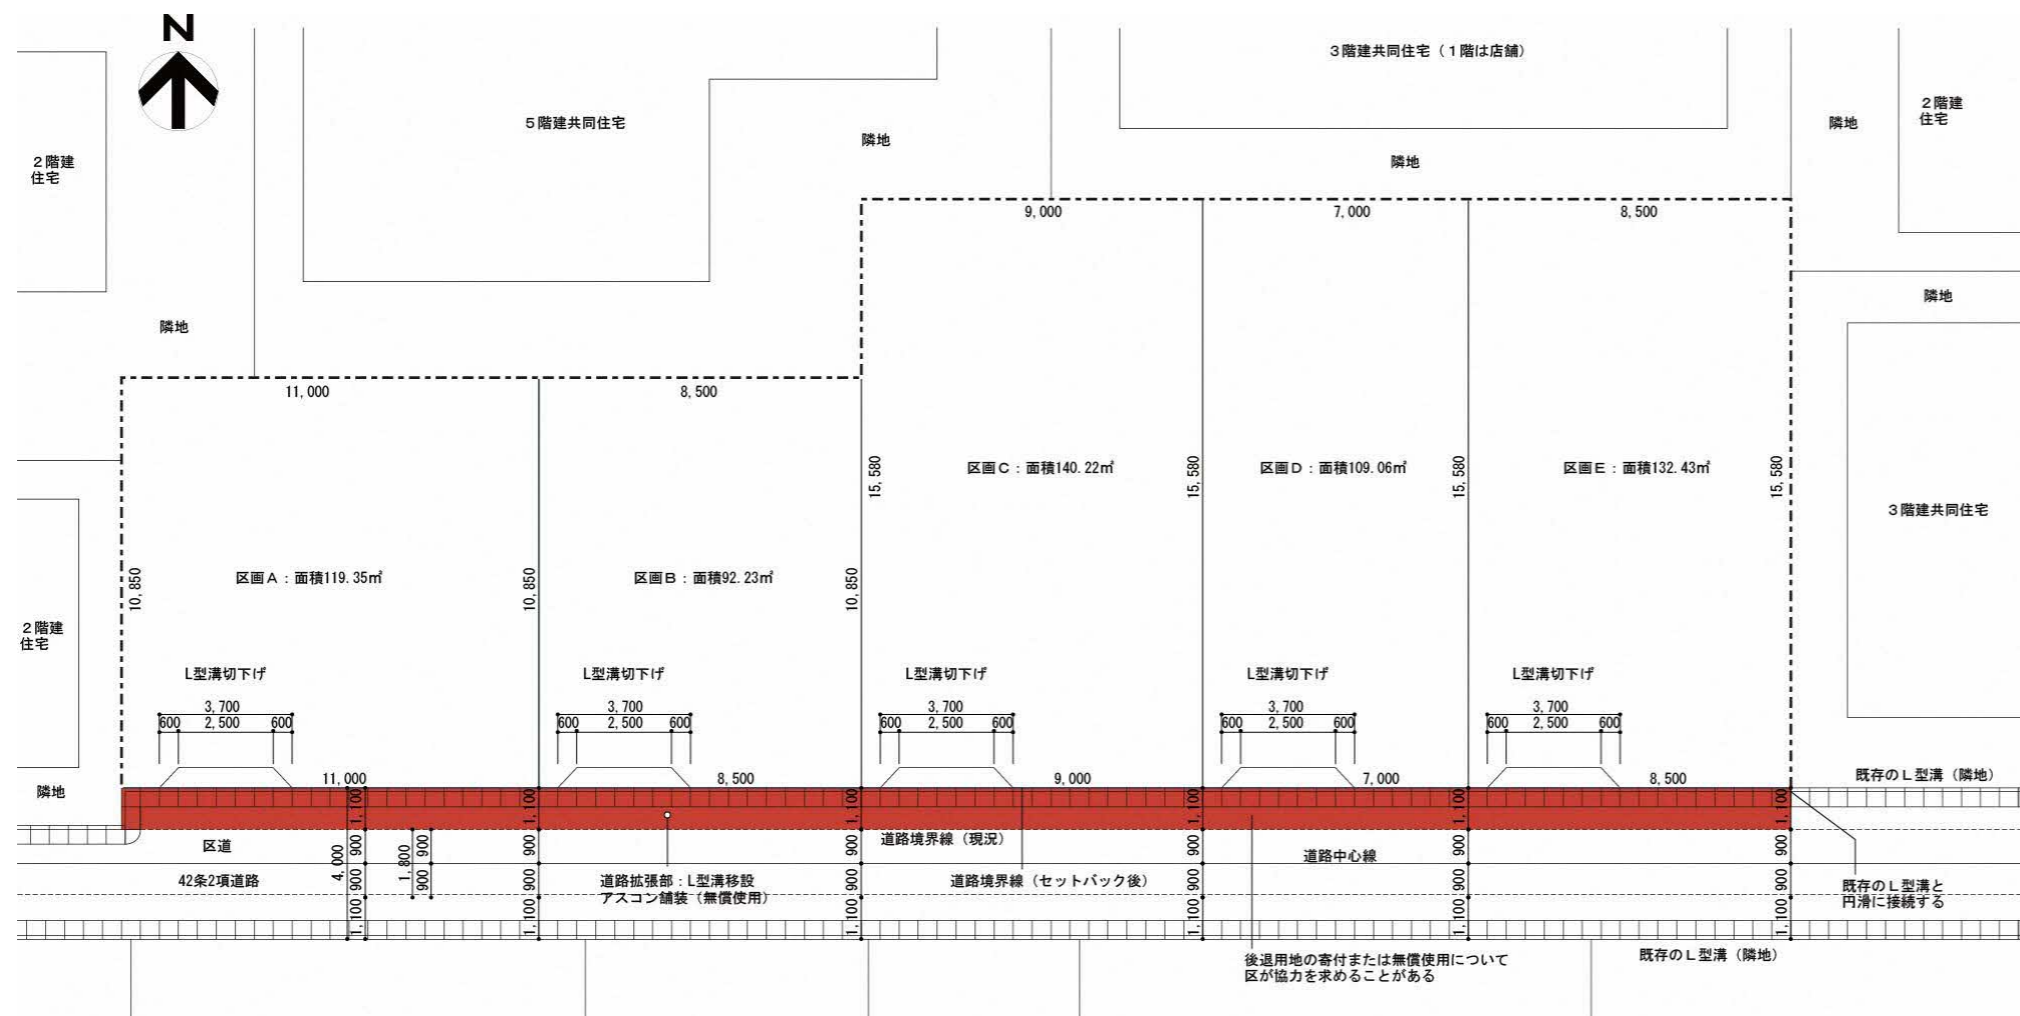 N
3階建共同住宅（1階は店舗）
5階建共同住宅
2階建
住宅
隣地
2階建
住宅
隣地
隣地
9,000
7,000
8,500
隣地
隣地
11,000
8,500
15,580
区画C：面積140.22㎡
15,580
区画D：面積109.06㎡
15,580
区画E：面積132.43㎡
15,580
3階建共同住宅
10,850
区画A：面積119.35㎡
10,850
区画B：面積92.23㎡
10,850
2階建
住宅
L型溝切下げ
L型溝切下げ
L型溝切下げ
L型溝切下げ
L型溝切下げ
3,700
3,700
3,700
3,700
3,700
600 2,500 600
600 2,500 600
600 2,500 600
600 2,500 600
600 2,500 600
隣地
11,000
8,500
9,000
7,000
8,500
既存のL型溝（隣地）
1,100
1,100
1,100
1,100
1,100
1,100
区道
4,000
900
1,800
900
900
道路境界線（現況）
900
900
道路中心線
900
900
42条2項道路
900
900
900
道路拡張部：L型溝移設
アスコン舗装（無償使用）
900
道路境界線（セットバック後）
900
900
900
既存のL型溝と
円滑に接続する
1,100
1,100
1,100
1,100
1,100
1,100
後退用地の寄付または無償使用について
区が協力を求めることがある
既存のL型溝（隣地）